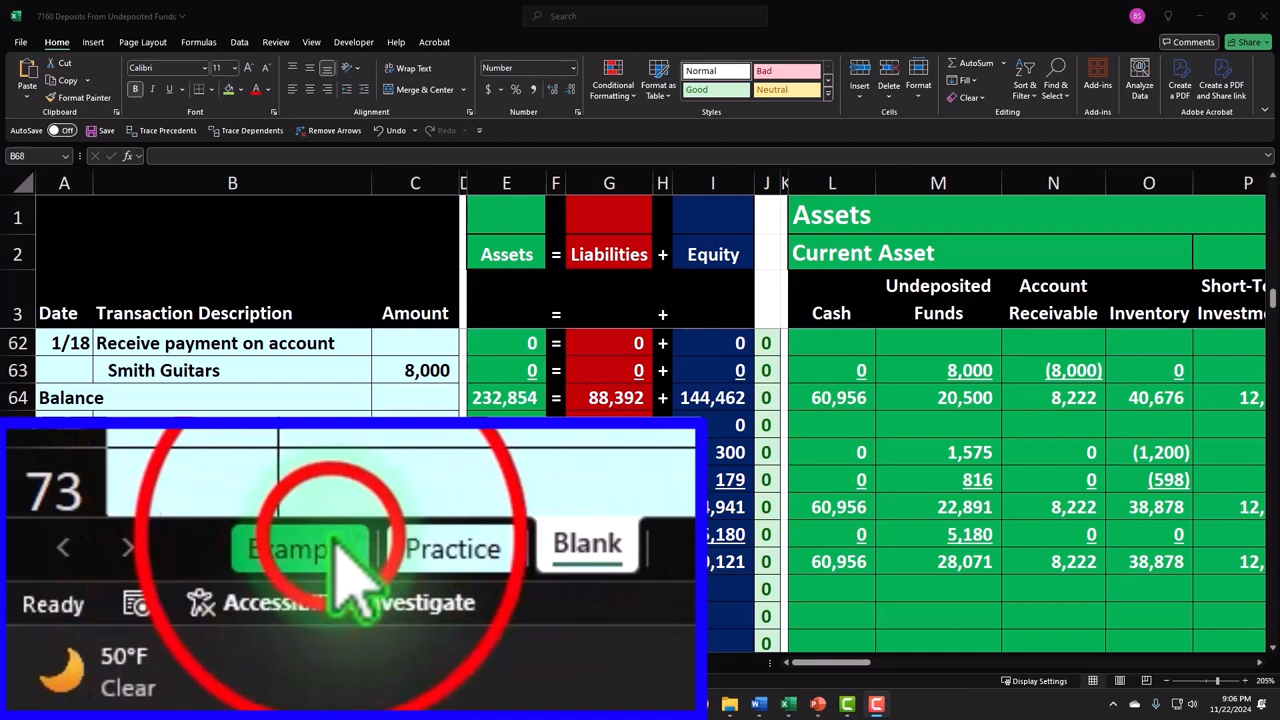 7160 Deposits From Undeposited Funds
Search
BS
File Home Insert Draw Page Layout Formulas Data Review View Developer Help Acrobat
Comments Share
Cut
Copy
Format Painter
Paste
Clipboard
Calibri 11
B I U
Font
Wrap Text
Merge & Center
Alignment
Number
$ % ,
Number
Conditional Formatting
Format as Table
Normal Bad
Good Neutral
Styles
Insert Delete Format
Cells
AutoSum
Fill
Clear
Sort & Filter
Find & Select
Editing
Add-ins
Add-ins
Analyze Data
Create a PDF
Create a PDF and Share link
Adobe Acrobat
AutoSave Off Save Trace Precedents Trace Dependents Remove Arrows Undo Redo
B68 fx
A B C D E F G H I J K L M N O P
1 Assets
2 Assets = Liabilities + Equity Current Asset
Undeposited Account Short-Te
3 Date Transaction Description Amount = + Cash Funds Receivable Inventory Investm
62 1/18 Receive payment on account 0 = 0 + 0 0
63 Smith Guitars 8,000 0 = 0 + 0 0 0 8,000 (8,000) 0
64 Balance 232,854 = 88,392 + 144,462 0 60,956 20,500 8,222 40,676 12,
0 0
300 0 0 1,575 0 (1,200)
179 0 0 816 0 (598)
,941 0 60,956 22,891 8,222 38,878 12,
,180 0 0 5,180 0 0
,121 0 60,956 28,071 8,222 38,878 12,
0
0
0
73
Examp Practice Blank
Ready Accessibi nvestigate
50°F
Clear
Display Settings 205%
9:06 PM
11/22/2024